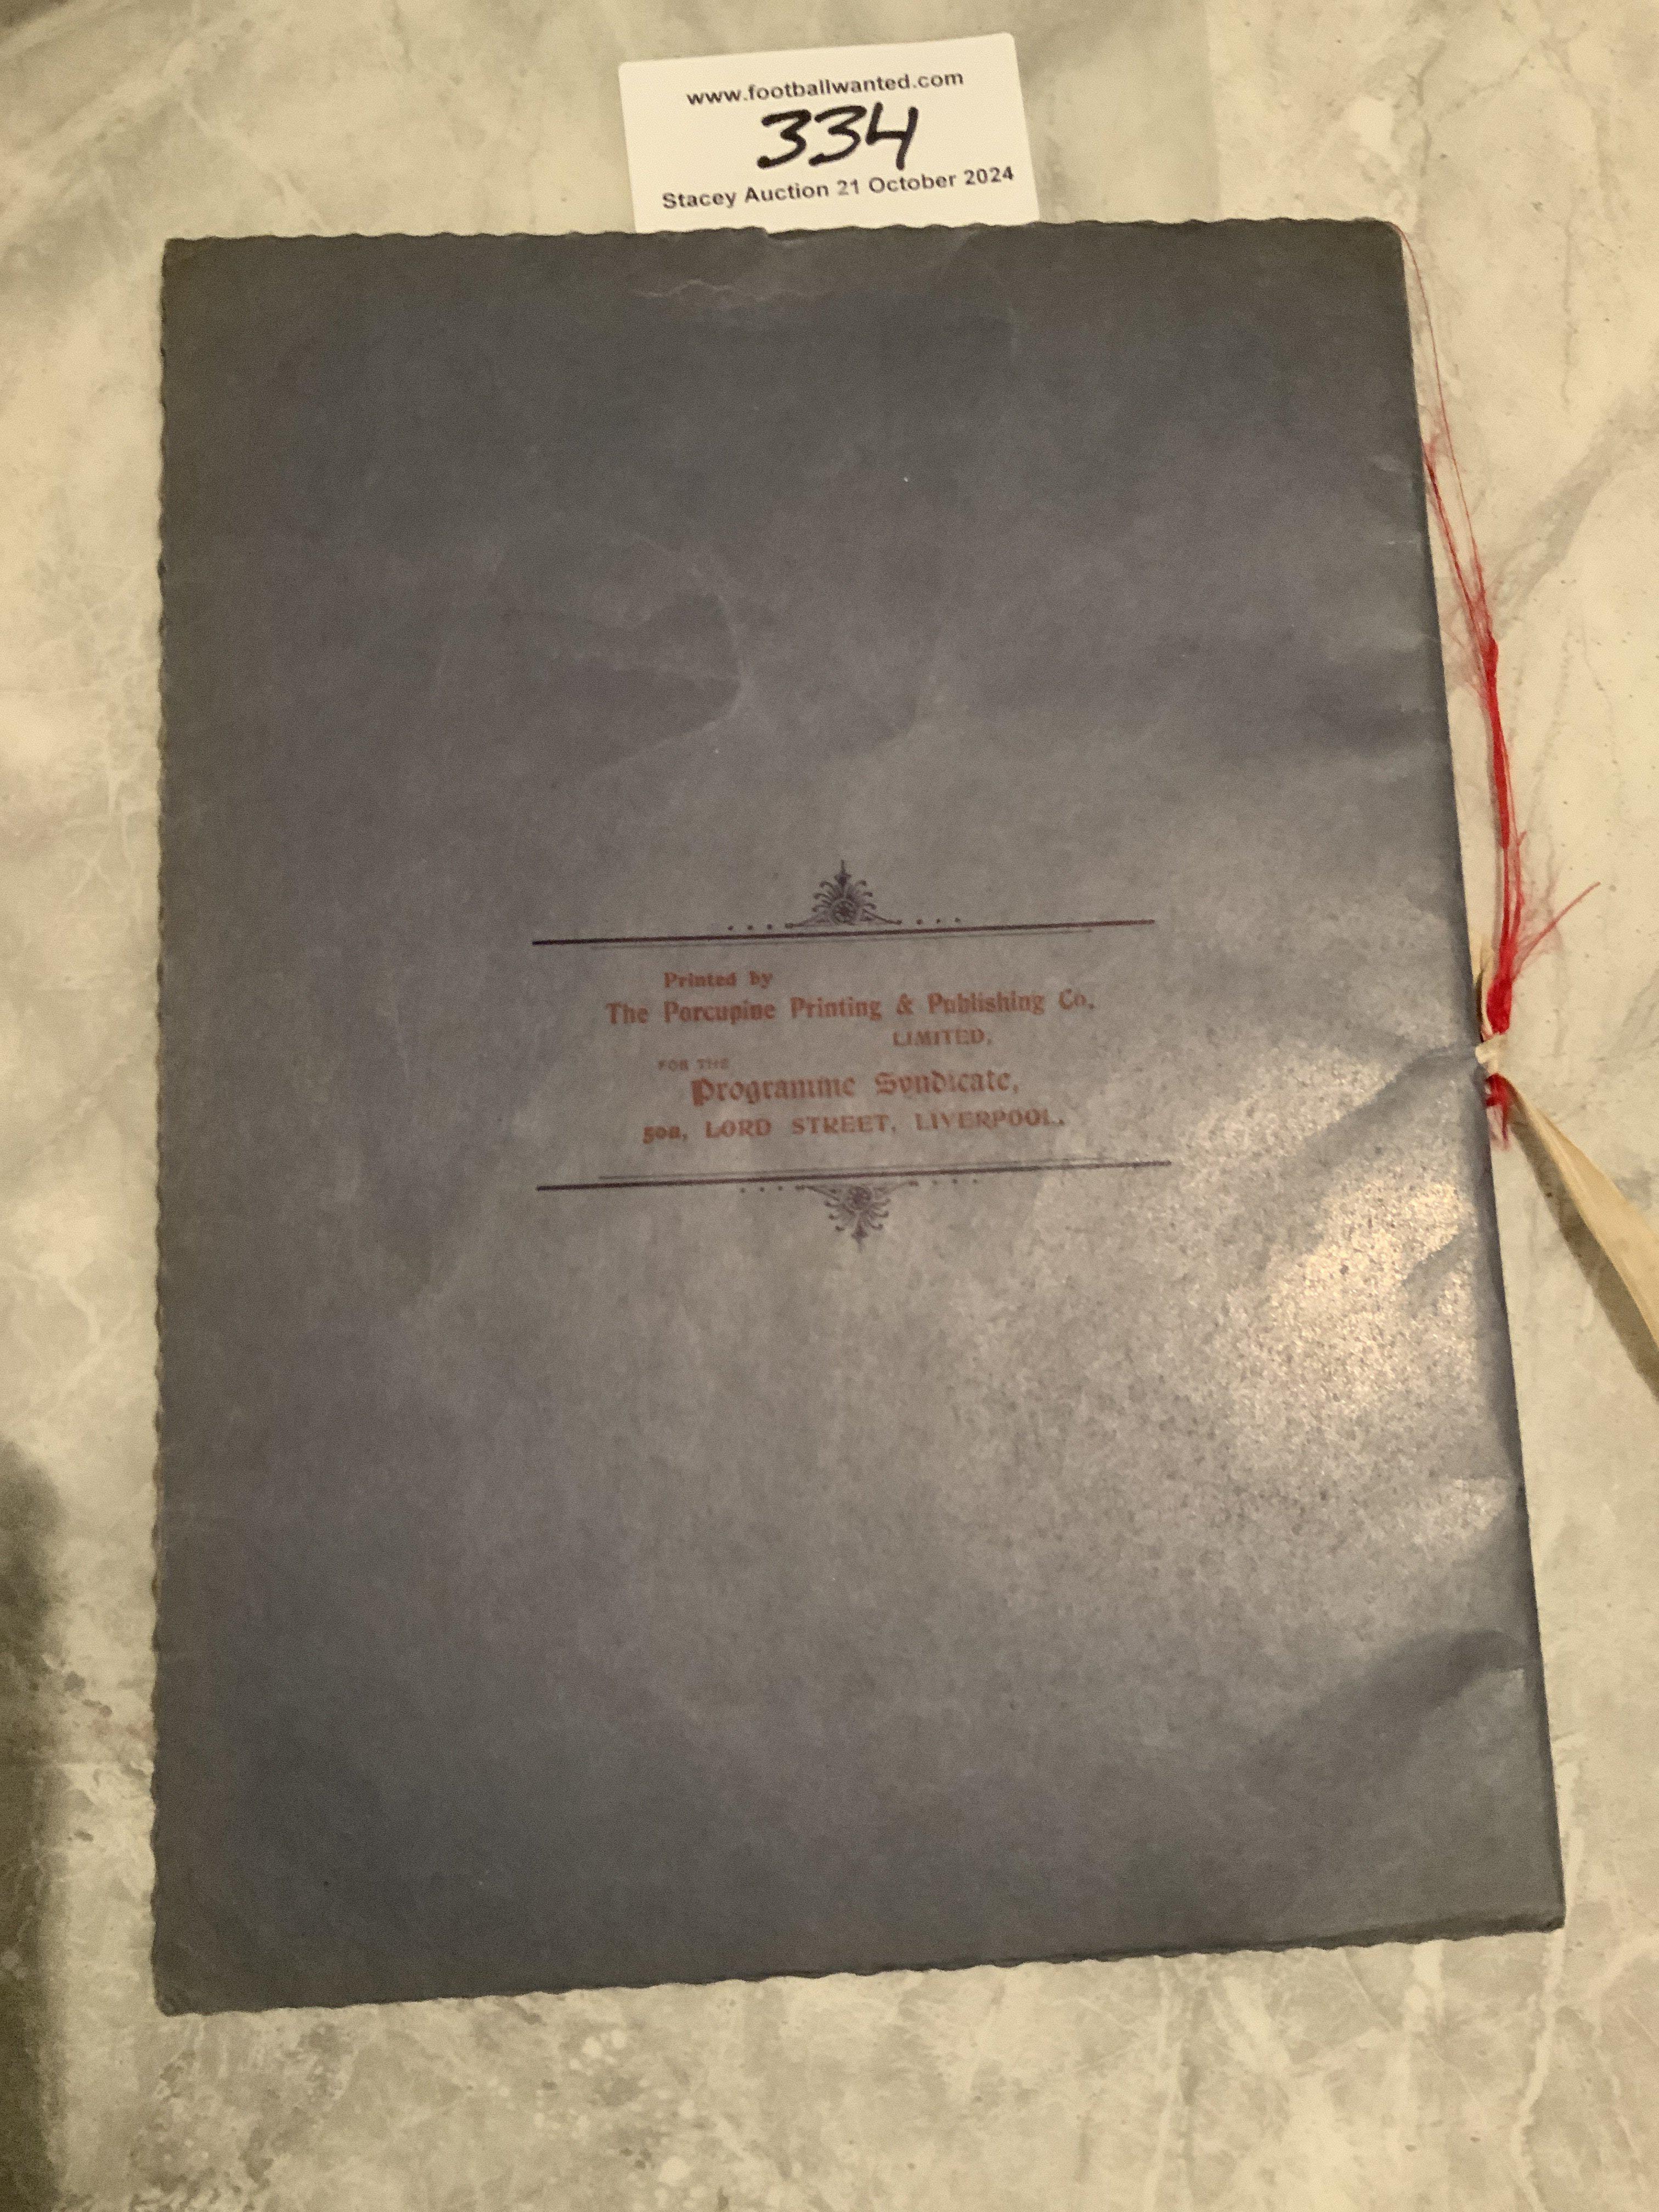 www.footballwanted.com
334
Stacey Auction 21 October 2024
Printed by
The Porcupine Printing & Publishing Co.
LIMITED,
FOR THE
Programme Syndicate,
50a, LORD STREET, LIVERPOOL.